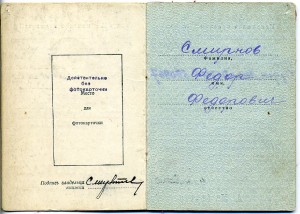 Действительно
без
фотокарточки
Место
для
фотокарточки
Подпись владельца
Смирнов
Фамилия,
Федор
имя,
Федорович
отчество